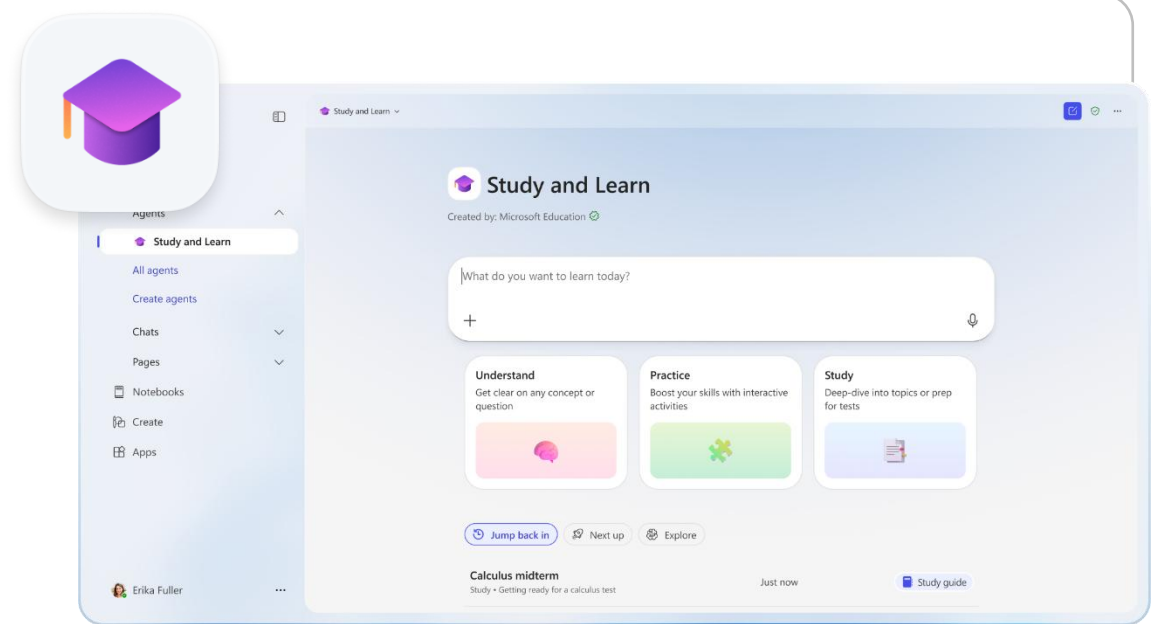 Study and Learn
Agents
Study and Learn
All agents
Create agents
Chats
Pages
Notebooks
Create
Apps
Erika Fuller
Study and Learn
Created by: Microsoft Education
What do you want to learn today?
Understand
Get clear on any concept or
question
Practice
Boost your skills with interactive
activities
Study
Deep-dive into topics or prep
for tests
Jump back in
Next up
Explore
Calculus midterm
Study • Getting ready for a calculus test
Just now
Study guide